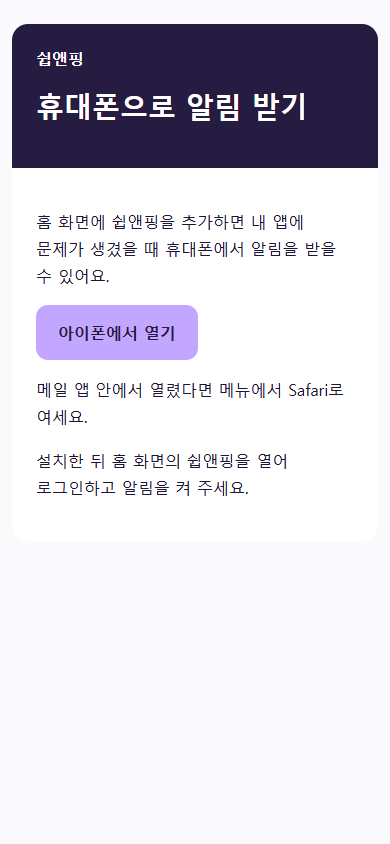 쉽앤핑
휴대폰으로 알림 받기
홈 화면에 쉽앤핑을 추가하면 내 앱에
문제가 생겼을 때 휴대폰에서 알림을 받을
수 있어요.
아이폰에서 열기
메일 앱 안에서 열렸다면 메뉴에서 Safari로
여세요.
설치한 뒤 홈 화면의 쉽앤핑을 열어
로그인하고 알림을 켜 주세요.